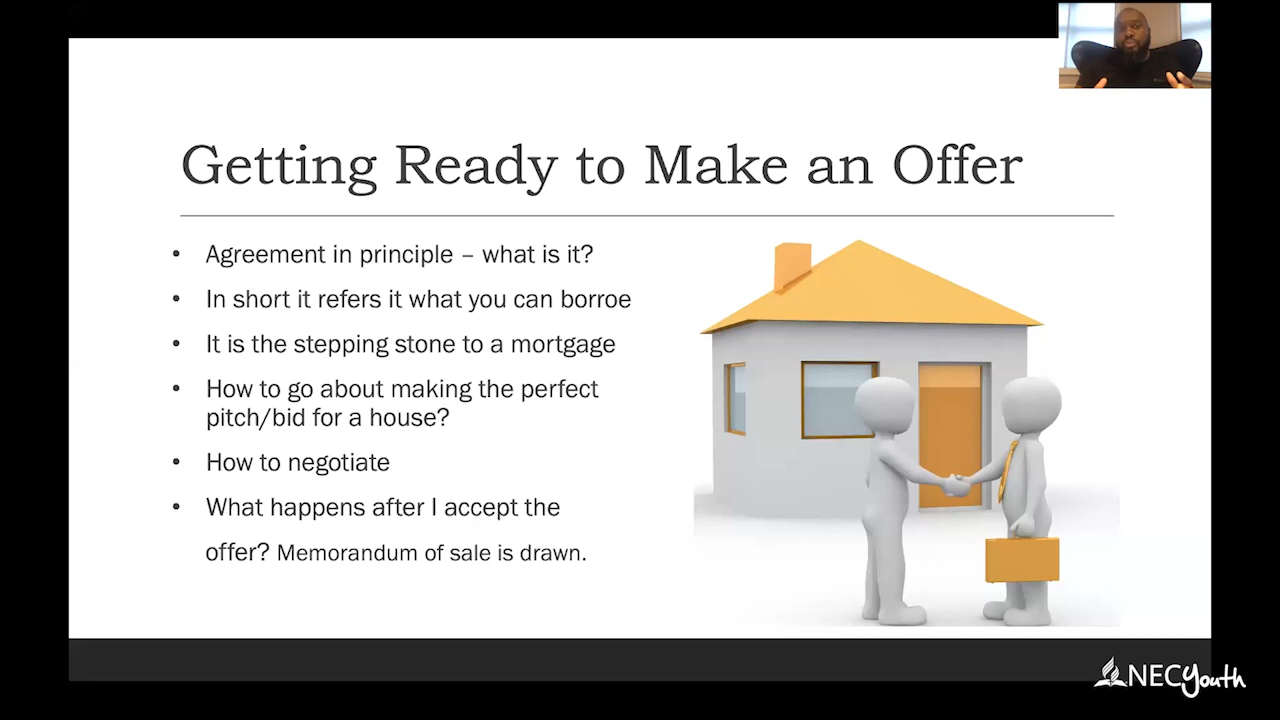 Getting Ready to Make an Offer
• Agreement in principle – what is it?
• In short it refers it what you can borroe
• It is the stepping stone to a mortgage
• How to go about making the perfect
pitch/bid for a house?
• How to negotiate
• What happens after I accept the
offer? Memorandum of sale is drawn.
NECYouth